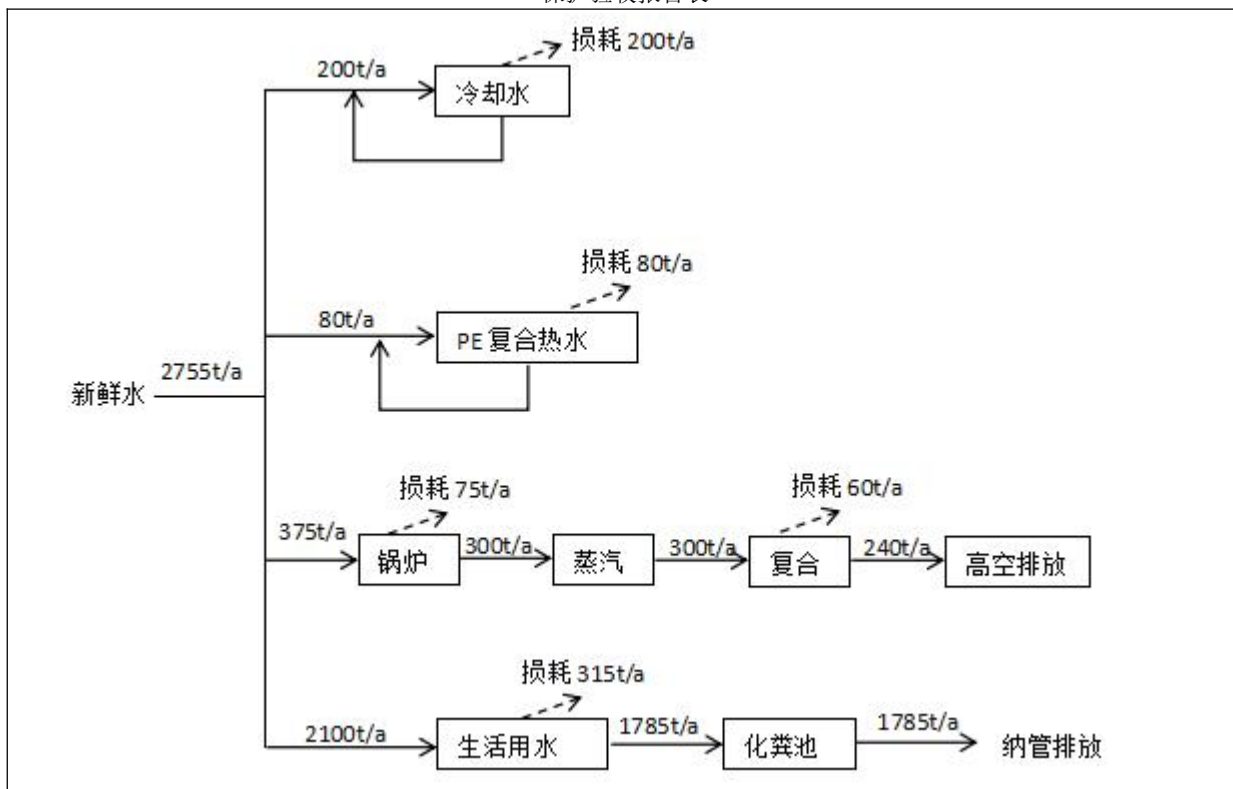 损耗 200t/a
200t/a
冷却水
损耗 80t/a
80t/a
PE 复合热水
2755t/a
新鲜水
损耗 75t/a
损耗 60t/a
375t/a
锅炉
300t/a
蒸汽
300t/a
复合
240t/a
高空排放
损耗 315t/a
2100t/a
生活用水
1785t/a
化粪池
1785t/a
纳管排放